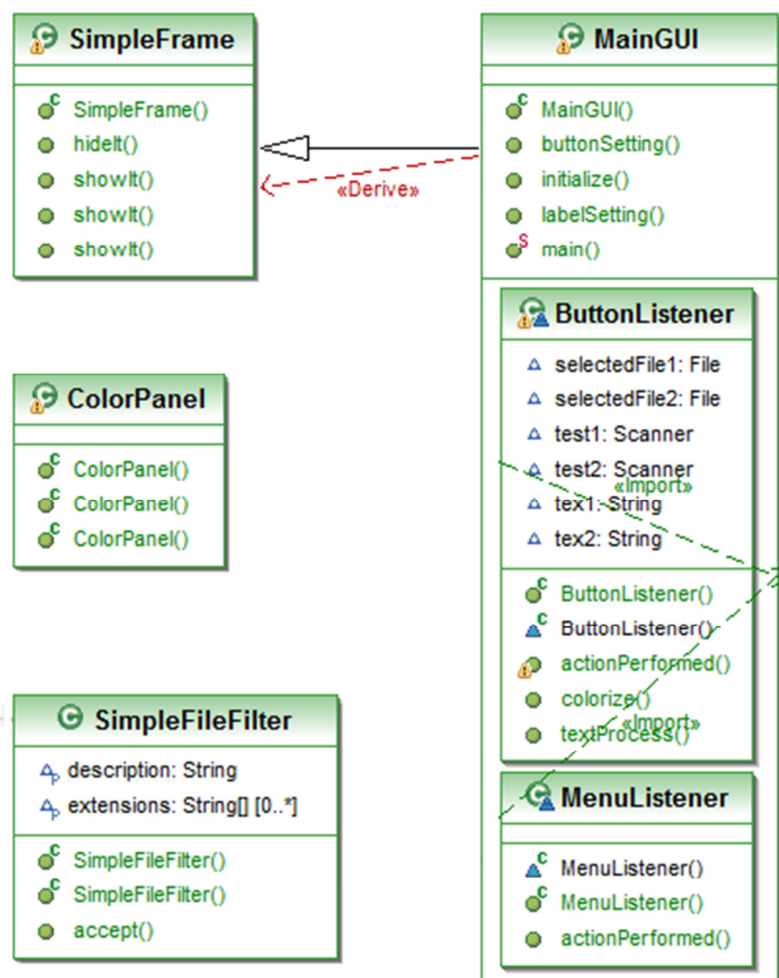 SimpleFrame
SimpleFrame()
hideIt()
showIt()
showIt()
showIt()
«Derive»
MainGUI
MainGUI()
buttonSetting()
initialize()
labelSetting()
main()
ButtonListener
selectedFile1: File
selectedFile2: File
test1: Scanner
test2: Scanner
«Import»
tex1: String
tex2: String
ButtonListener()
ButtonListener()
actionPerformed()
colorize()
«Import»
textProcess()
MenuListener
MenuListener()
MenuListener()
actionPerformed()
ColorPanel
ColorPanel()
ColorPanel()
ColorPanel()
SimpleFileFilter
description: String
extensions: String[] [0..*]
SimpleFileFilter()
SimpleFileFilter()
accept()